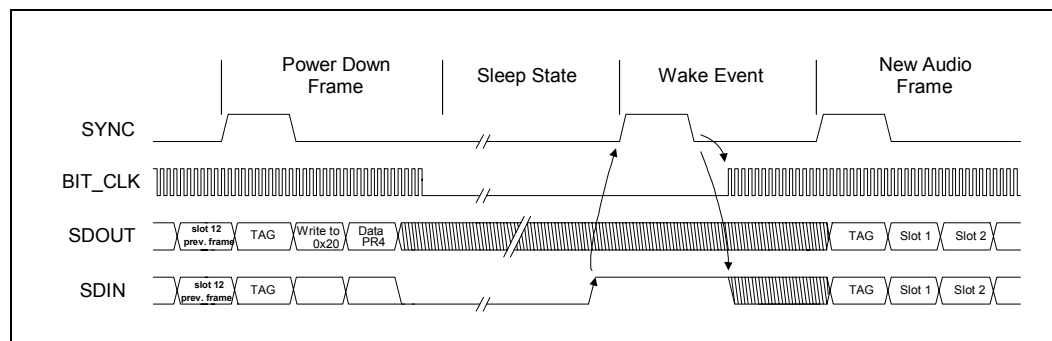 Power Down
Frame
Sleep State
Wake Event
New Audio
Frame
SYNC
BIT_CLK
SDOUT
slot 12
prev. frame
TAG
Write to
0x20
Data
PR4
TAG
Slot 1
Slot 2
SDIN
slot 12
prev. frame
TAG
TAG
Slot 1
Slot 2